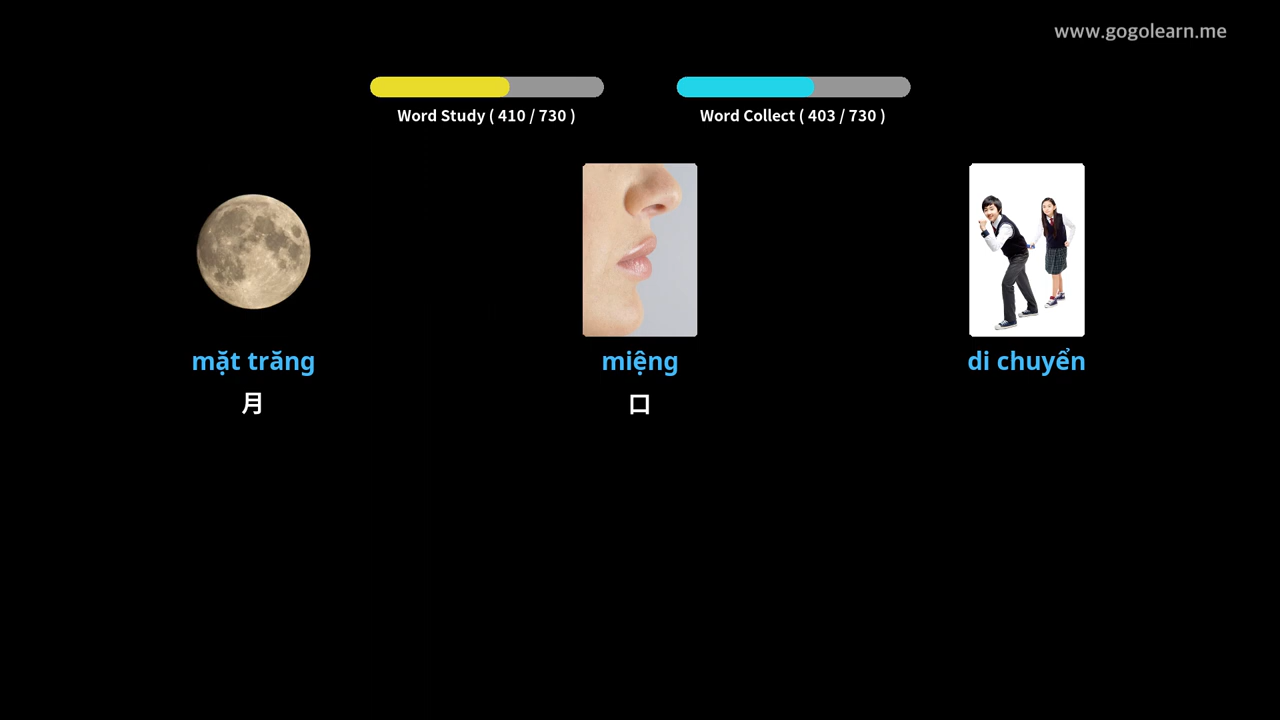 www.gogolearn.me
Word Study ( 410 / 730 )
Word Collect ( 403 / 730 )
mặt trăng
miệng
di chuyển
月
口